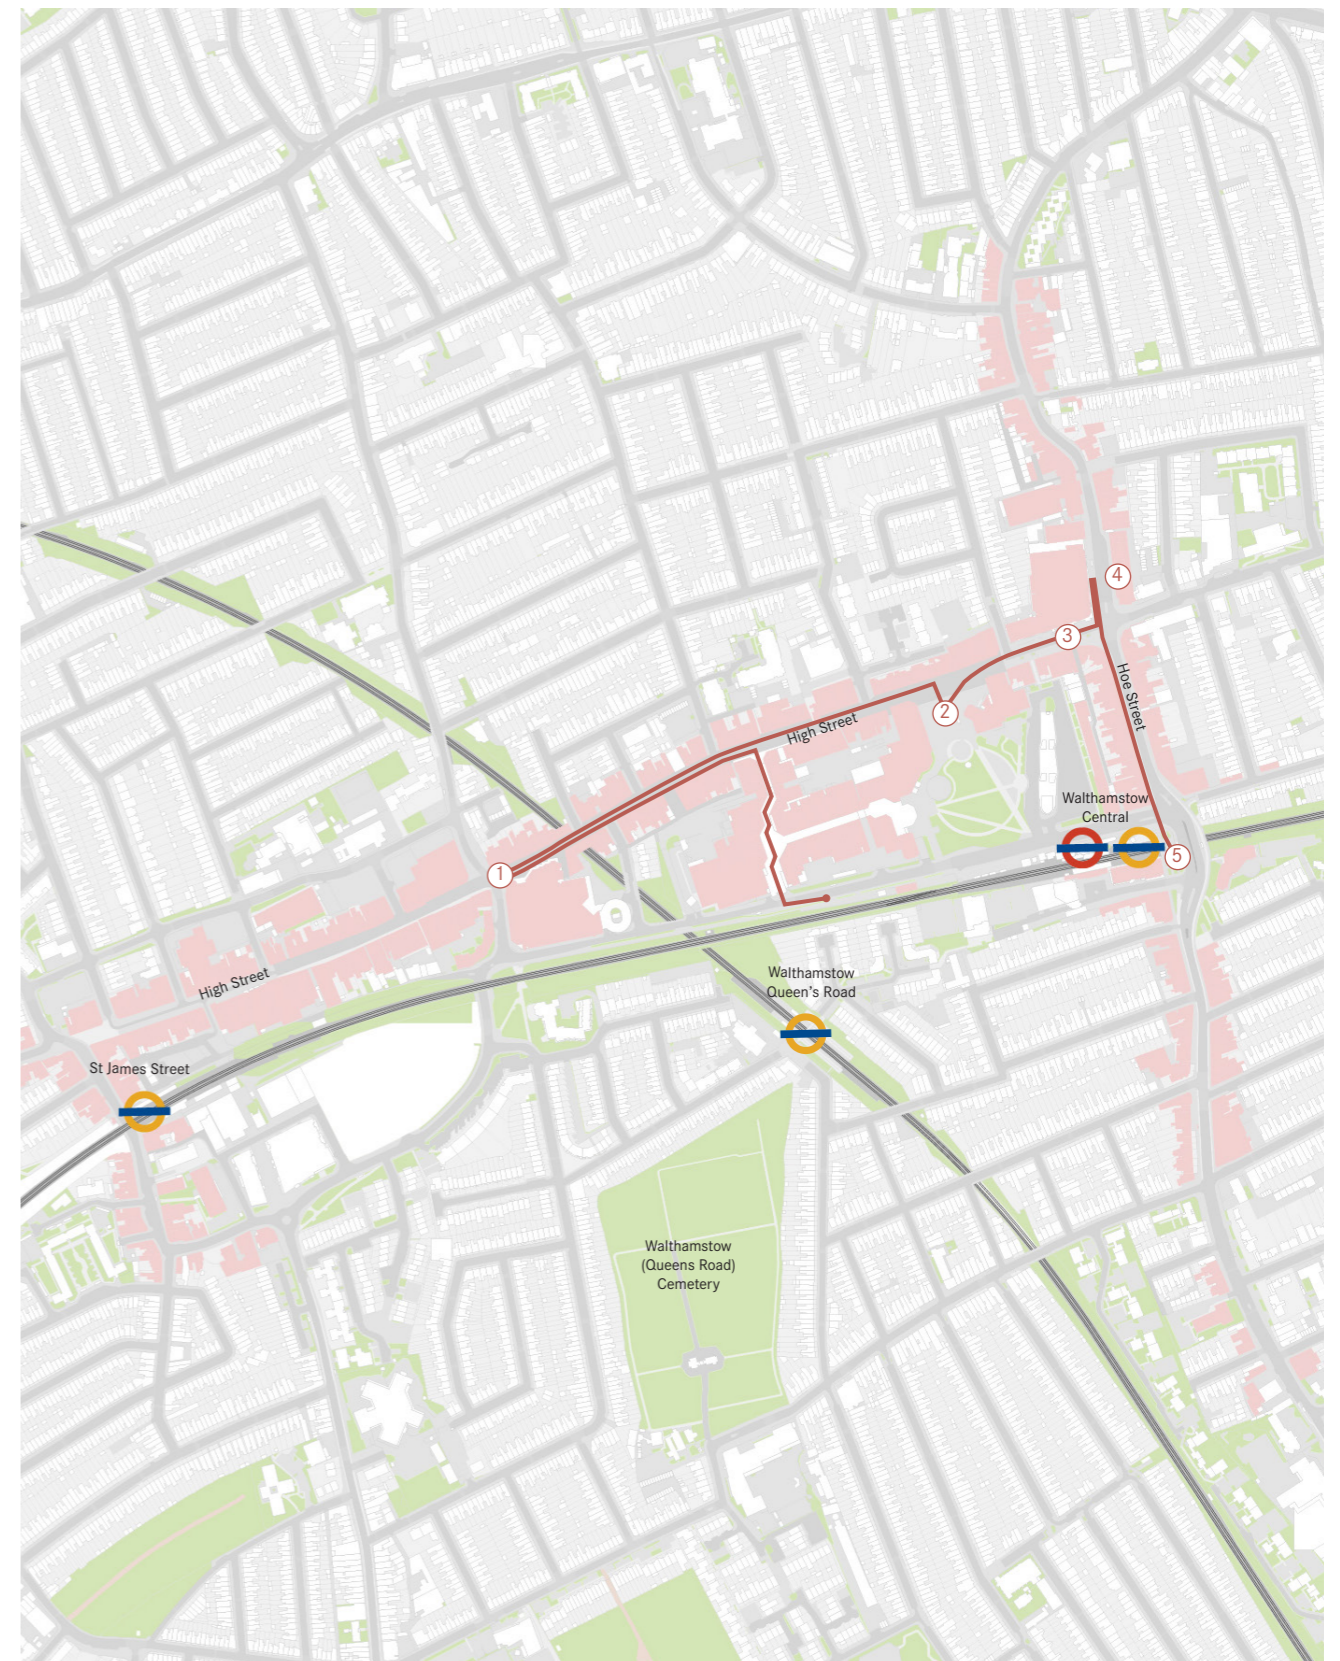 4
3
Hoe Street
2
High Street
Walthamstow
Central
5
1
High Street
Walthamstow
Queen's Road
St James Street
Walthamstow
(Queens Road)
Cemetery